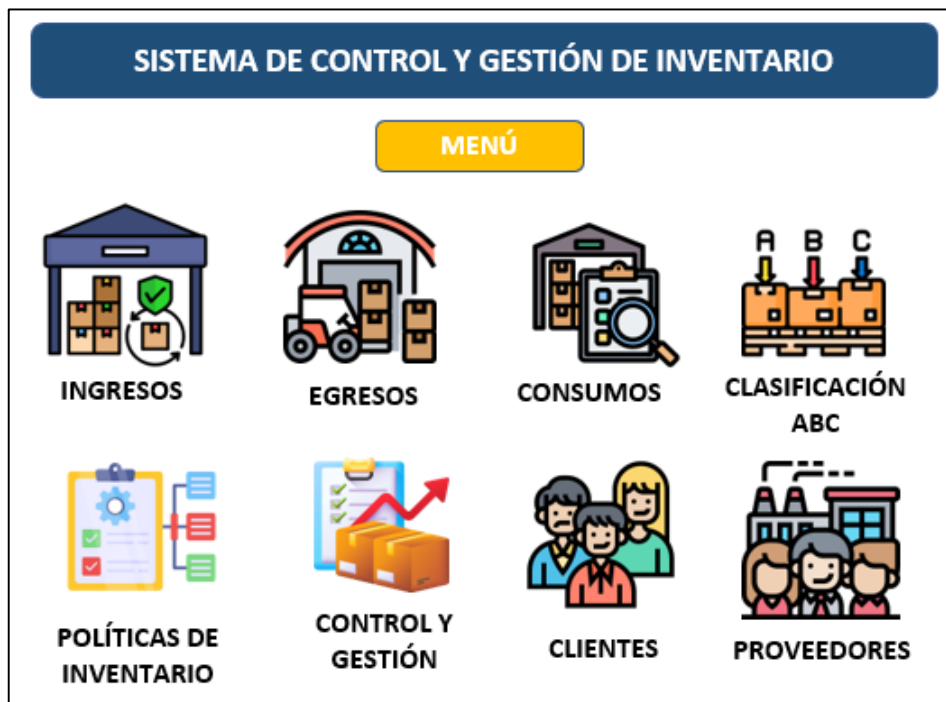 SISTEMA DE CONTROL Y GESTIÓN DE INVENTARIO
MENÚ
INGRESOS
EGRESOS
CONSUMOS
A B C
CLASIFICACIÓN
ABC
POLÍTICAS DE
INVENTARIO
CONTROL Y
GESTIÓN
CLIENTES
PROVEEDORES